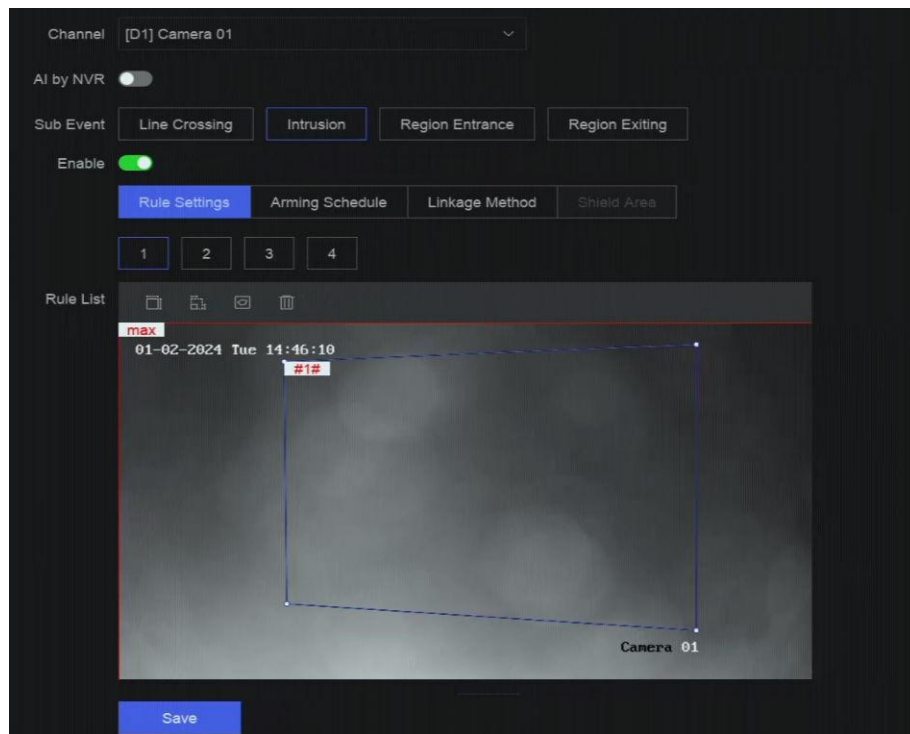 Channel [D1] Camera 01
AI by NVR
Sub Event Line Crossing Intrusion Region Entrance Region Exiting
Enable
Rule Settings Arming Schedule Linkage Method Shield Area
1 2 3 4
Rule List
max
01-02-2024 Tue 14:46:10
#1#
Camera 01
Save